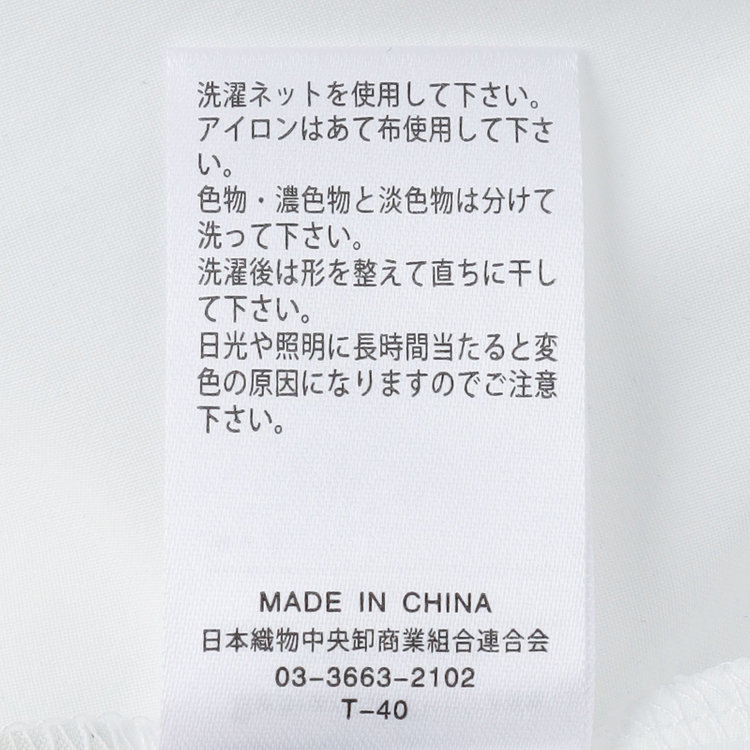 洗濯ネットを使用して下さい。
アイロンはあて布使用して下さ
い。
色物・濃色物と淡色物は分けて
洗って下さい。
洗濯後は形を整えて直ちに干し
て下さい。
日光や照明に長時間当たると変
色の原因になりますのでご注意
下さい。
MADE IN CHINA
日本織物中央卸商業組合連合会
03-3663-2102
T-40